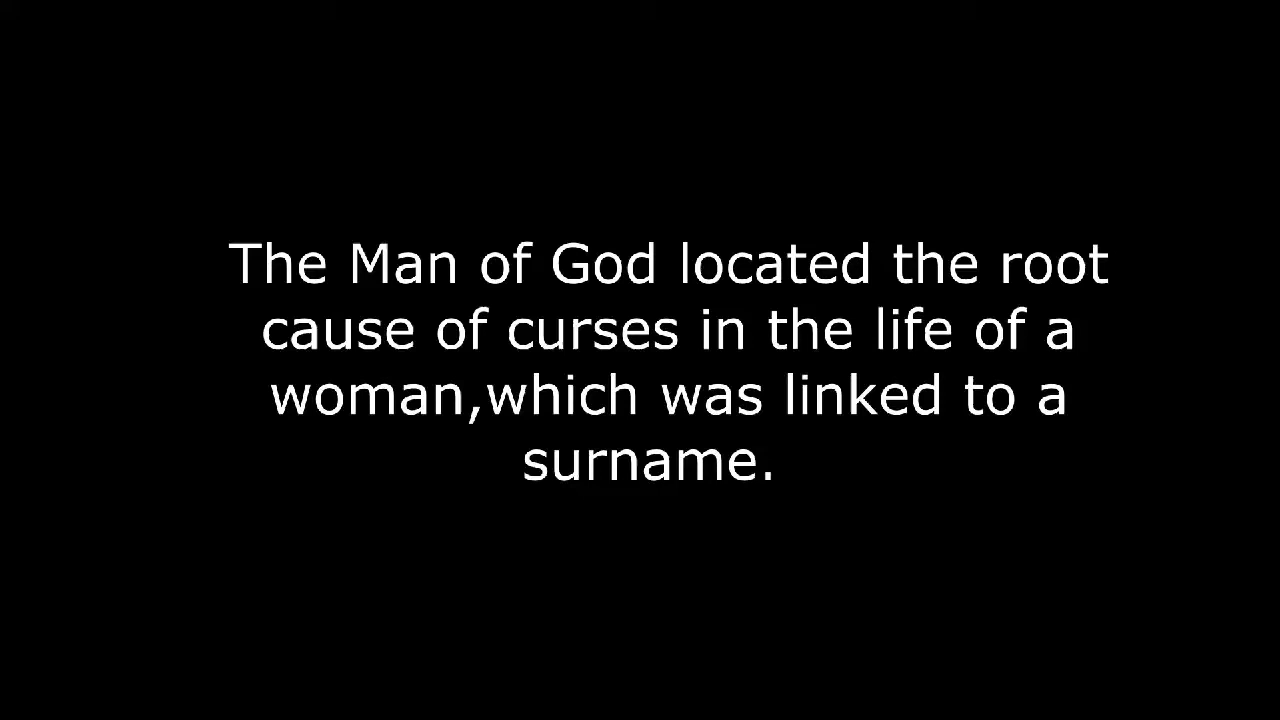 The Man of God located the root
cause of curses in the life of a
woman,which was linked to a
surname.